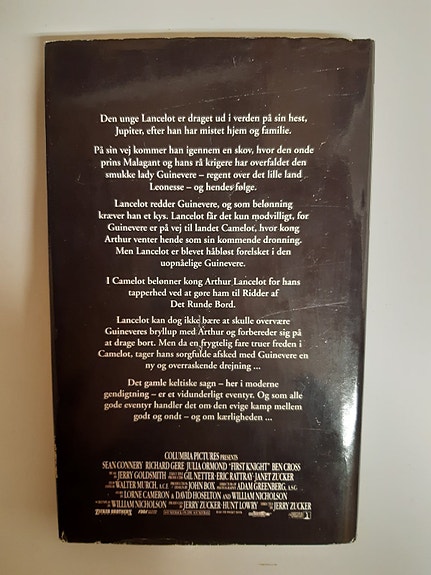 Den unge Lancelot er draget ud i verden på sin hest,
Jupiter, efter han har mistet hjem og familie.
På sin vej kommer han igennem en skov, hvor den onde
prins Malagant og hans rå krigere har overfaldet den
smukke lady Guinevere – regent over det lille land
Leonesse – og hendes følge.
Lancelot redder Guinevere, og som belønning
kræver han et kys. Lancelot får det kun modvilligt, for
Guinevere er på vej til landet Camelot, hvor kong
Arthur venter hende som sin kommende dronning.
Men Lancelot er blevet håbløst forelsket i den
uopnåelige Guinevere.
I Camelot belønner kong Arthur Lancelot for hans
tapperhed ved at gøre ham til Ridder af
Det Runde Bord.
Lancelot kan dog ikke bære at skulle overvære
Guineveres bryllup med Arthur og forbereder sig på
at drage bort. Men da en frygtelig fare truer freden i
Camelot, tager hans sorgfulde afsked med Guinevere en
ny og overraskende drejning ...
Det gamle keltiske sagn – her i moderne
gendigtning – er et vidunderligt eventyr. Og som alle
gode eventyr handler det om den evige kamp mellem
godt og ondt – og om kærligheden ...
COLUMBIA PICTURES PRESENTS
SEAN CONNERY RICHARD GERE JULIA ORMOND "FIRST KNIGHT" BEN CROSS
JERRY GOLDSMITH GIL NETTER · ERIC RATTRAY · JANET ZUCKER
WALTER MURCH, A.C.E. JOHN BOX ADAM GREENBERG, A.S.C.
LORNE CAMERON & DAVID HOSELTON AND WILLIAM NICHOLSON
WILLIAM NICHOLSON JERRY ZUCKER · HUNT LOWRY JERRY ZUCKER
ZUCKER BROTHERS